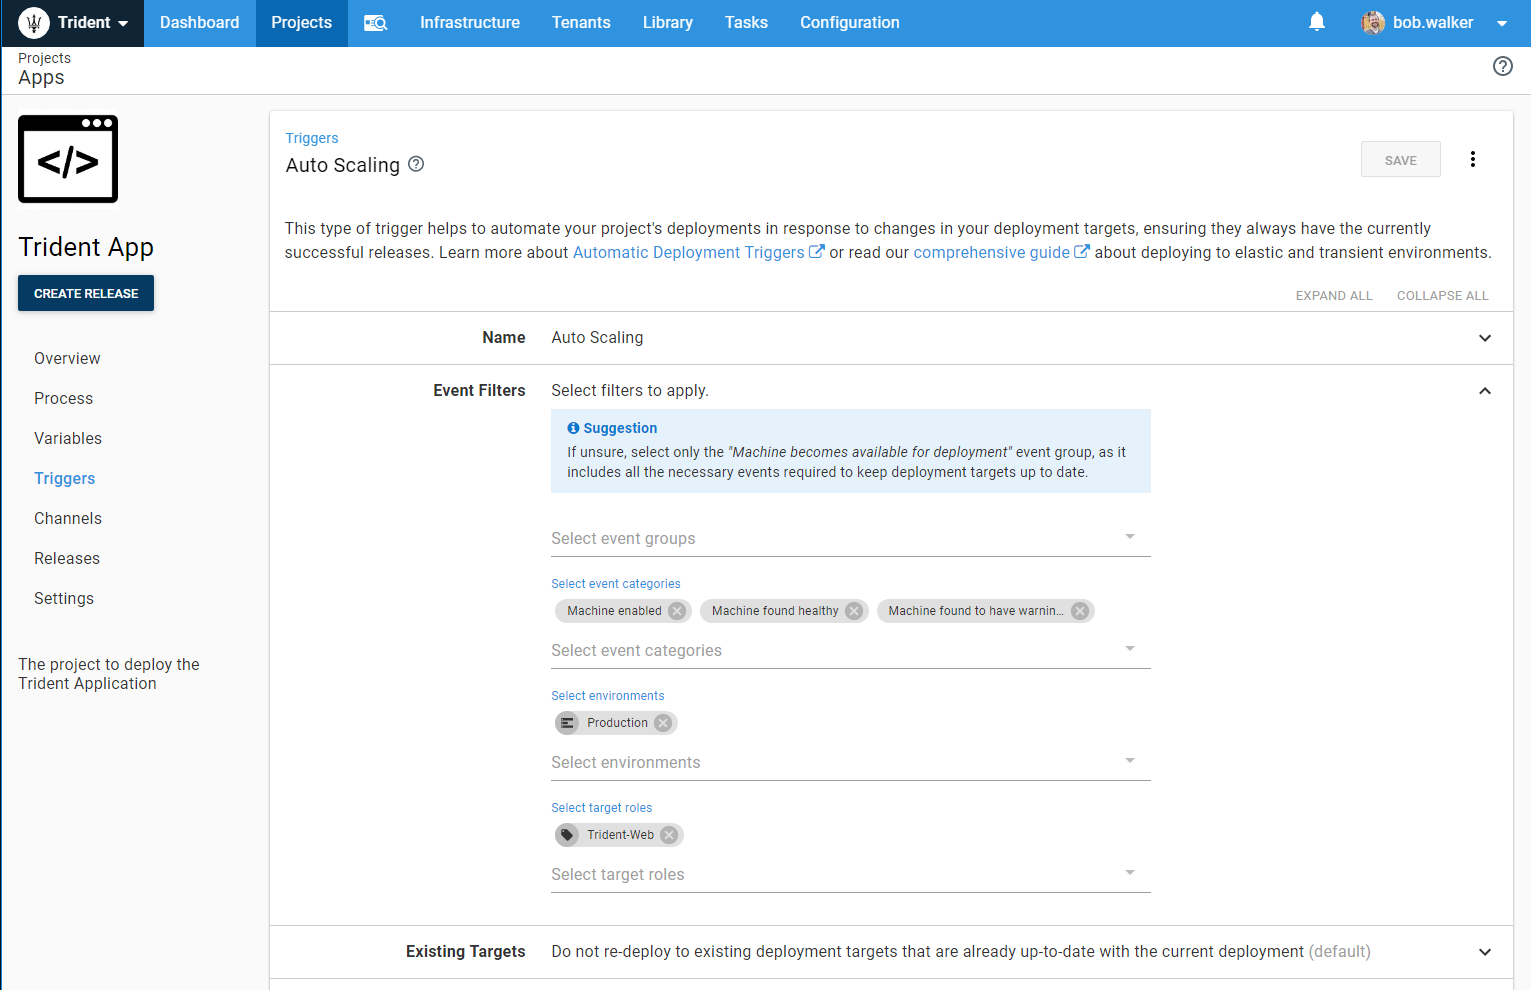 Trident
Dashboard
Projects
Infrastructure
Tenants
Library
Tasks
Configuration
bob.walker
Projects
Apps
</>
Trident App
CREATE RELEASE
Overview
Process
Variables
Triggers
Channels
Releases
Settings
The project to deploy the
Trident Application
Triggers
Auto Scaling
SAVE
This type of trigger helps to automate your project's deployments in response to changes in your deployment targets, ensuring they always have the currently
successful releases. Learn more about Automatic Deployment Triggers or read our comprehensive guide about deploying to elastic and transient environments.
EXPAND ALL
COLLAPSE ALL
Name
Auto Scaling
Event Filters
Select filters to apply.
Suggestion
If unsure, select only the "Machine becomes available for deployment" event group, as it
includes all the necessary events required to keep deployment targets up to date.
Select event groups
Select event categories
Machine enabled
Machine found healthy
Machine found to have warnin...
Select event categories
Select environments
Production
Select environments
Select target roles
Trident-Web
Select target roles
Existing Targets
Do not re-deploy to existing deployment targets that are already up-to-date with the current deployment (default)